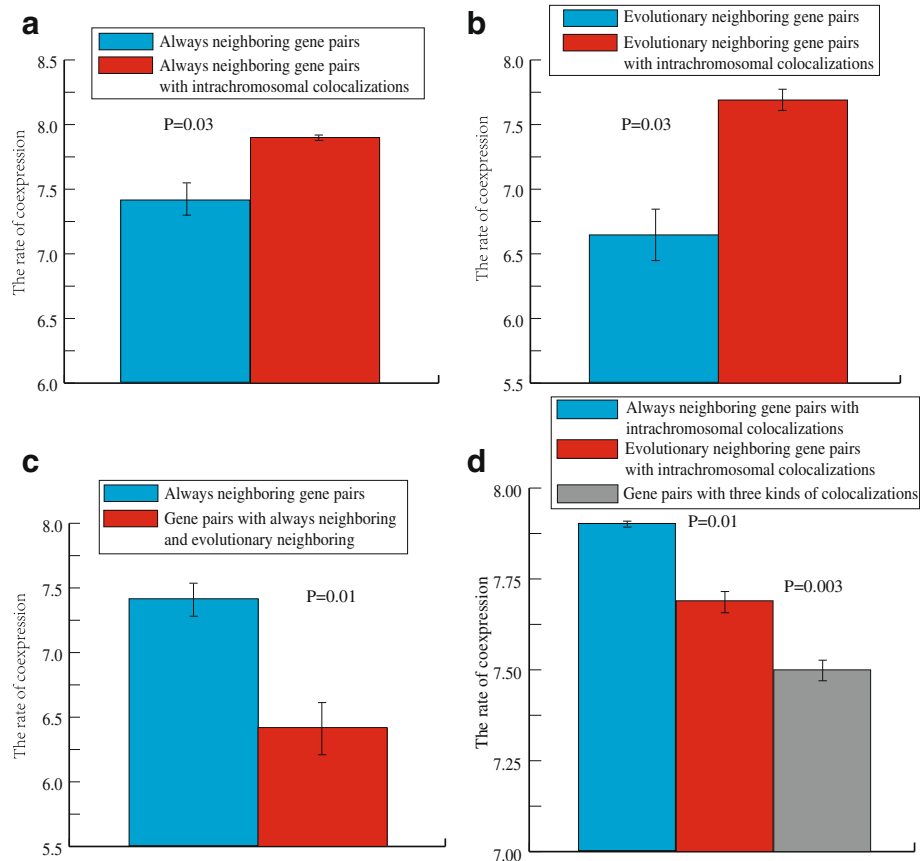 a
Always neighboring gene pairs
Always neighboring gene pairs
with intrachromosomal colocalizations
8.5
8.0
7.5
7.0
6.5
6.0
The rate of coexpression
P=0.03
b
Evolutionary neighboring gene pairs
Evolutionary neighboring gene pairs
with intrachromosomal colocalizations
8.0
7.5
7.0
6.5
6.0
5.5
The rate of coexpression
P=0.03
c
Always neighboring gene pairs
Gene pairs with always neighboring
and evolutionary neighboring
8.0
7.5
7.0
6.5
6.0
5.5
The rate of coexpression
P=0.01
d
Always neighboring gene pairs with
intrachromosomal colocalizations
Evolutionary neighboring gene pairs
with intrachromosomal colocalizations
Gene pairs with three kinds of colocalizations
8.00
7.75
7.50
7.25
7.00
The rate of coexpression
P=0.01
P=0.003